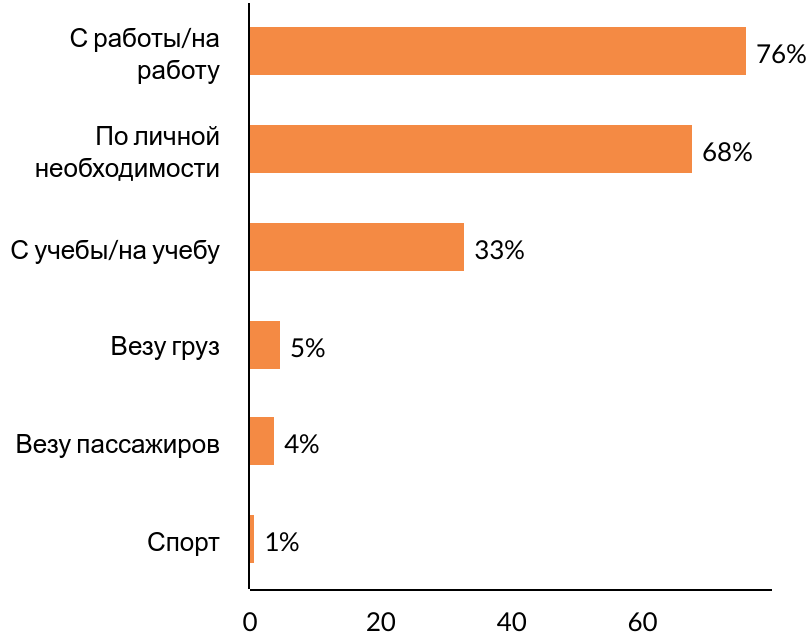 С работы/на
работу
76%
По личной
необходимости
68%
С учебы/на учебу
33%
Везу груз
5%
Везу пассажиров
4%
Спорт
1%
0 20 40 60